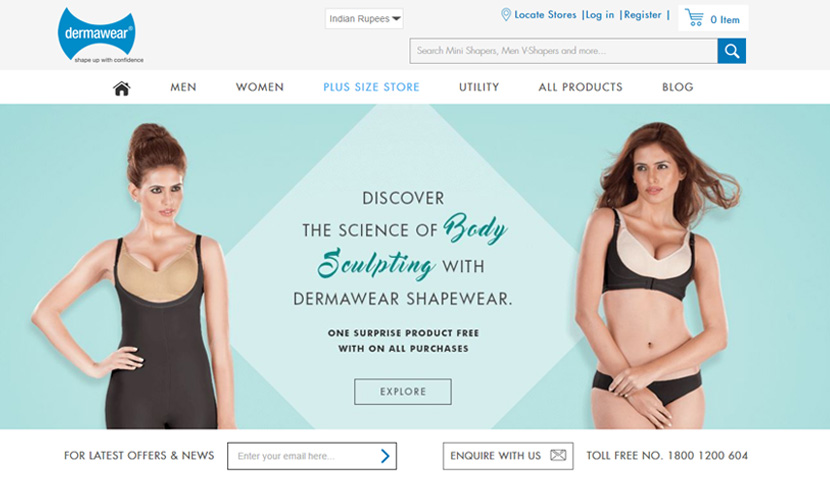 dermawear®
shape up with confidence
Indian Rupees
Locate Stores |Log in |Register |
0 Item
Search Mini Shapers, Men V-Shapers and more...
MEN WOMEN PLUS SIZE STORE UTILITY ALL PRODUCTS BLOG
DISCOVER
THE SCIENCE OF Body
Sculpting WITH
DERMAWEAR SHAPEWEAR.
ONE SURPRISE PRODUCT FREE
WITH ON ALL PURCHASES
EXPLORE
FOR LATEST OFFERS & NEWS Enter your email here... ENQUIRE WITH US TOLL FREE NO. 1800 1200 604